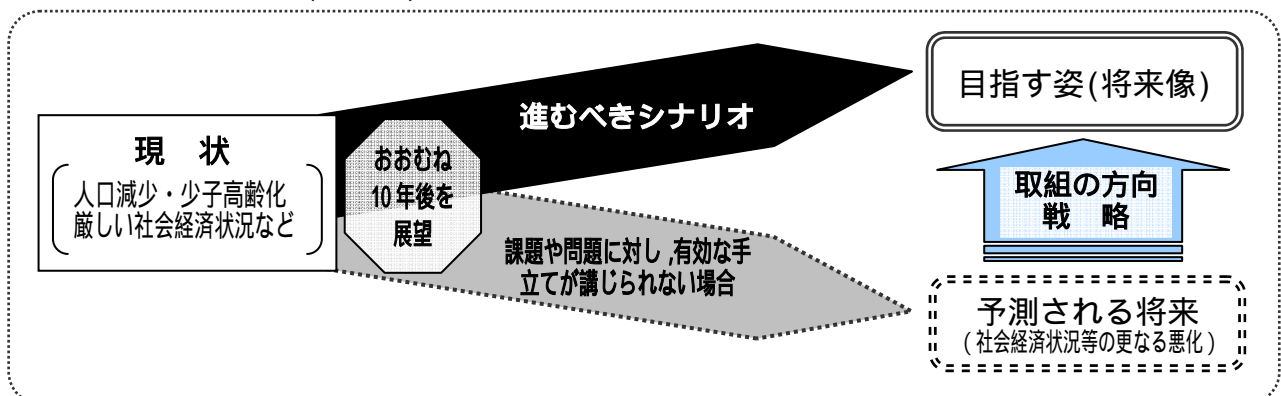 現　状
人口減少・少子高齢化
厳しい社会経済状況など
おおむね
10年後を
展望
進むべきシナリオ
課題や問題に対し,有効な手
立てが講じられない場合
目指す姿(将来像)
取組の方向
戦　略
予測される将来
(社会経済状況等の更なる悪化)